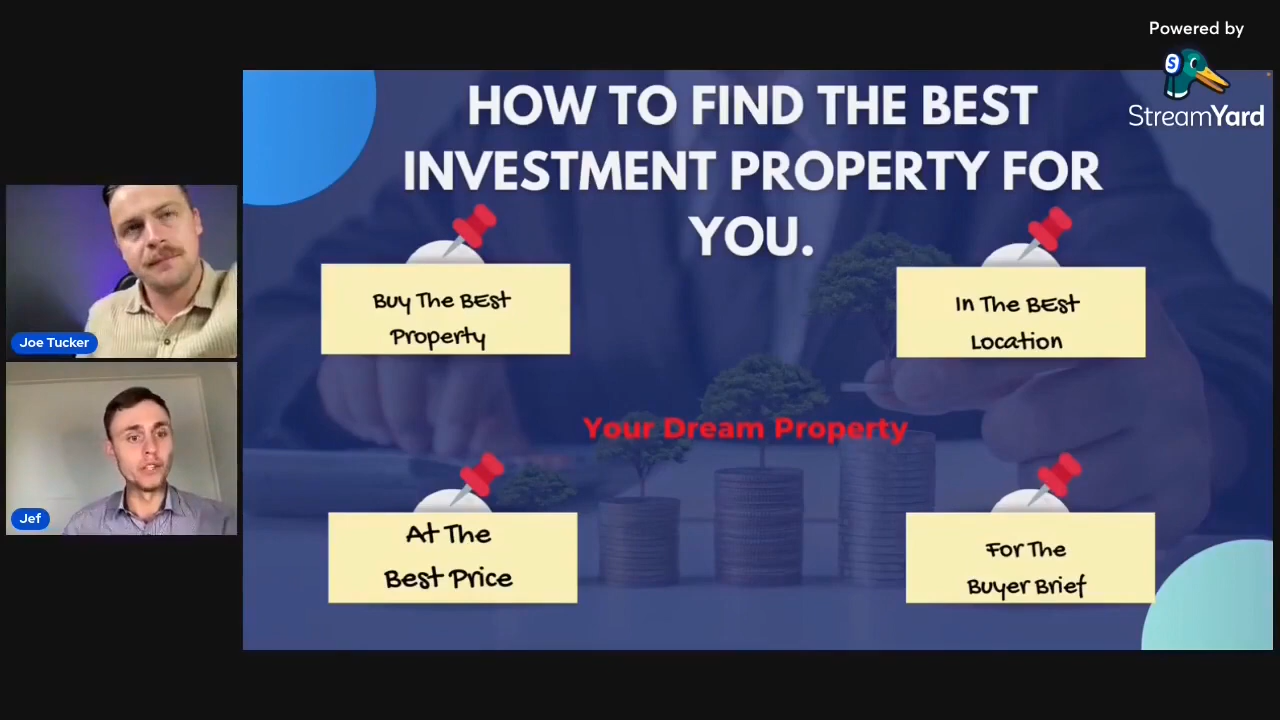 Powered by
StreamYard
HOW TO FIND THE BEST
INVESTMENT PROPERTY FOR
YOU.
Buy The BEst
Property
In The BEst
Location
Your Dream Property
At The
Best Price
For The
Buyer Brief
Joe Tucker
Jef